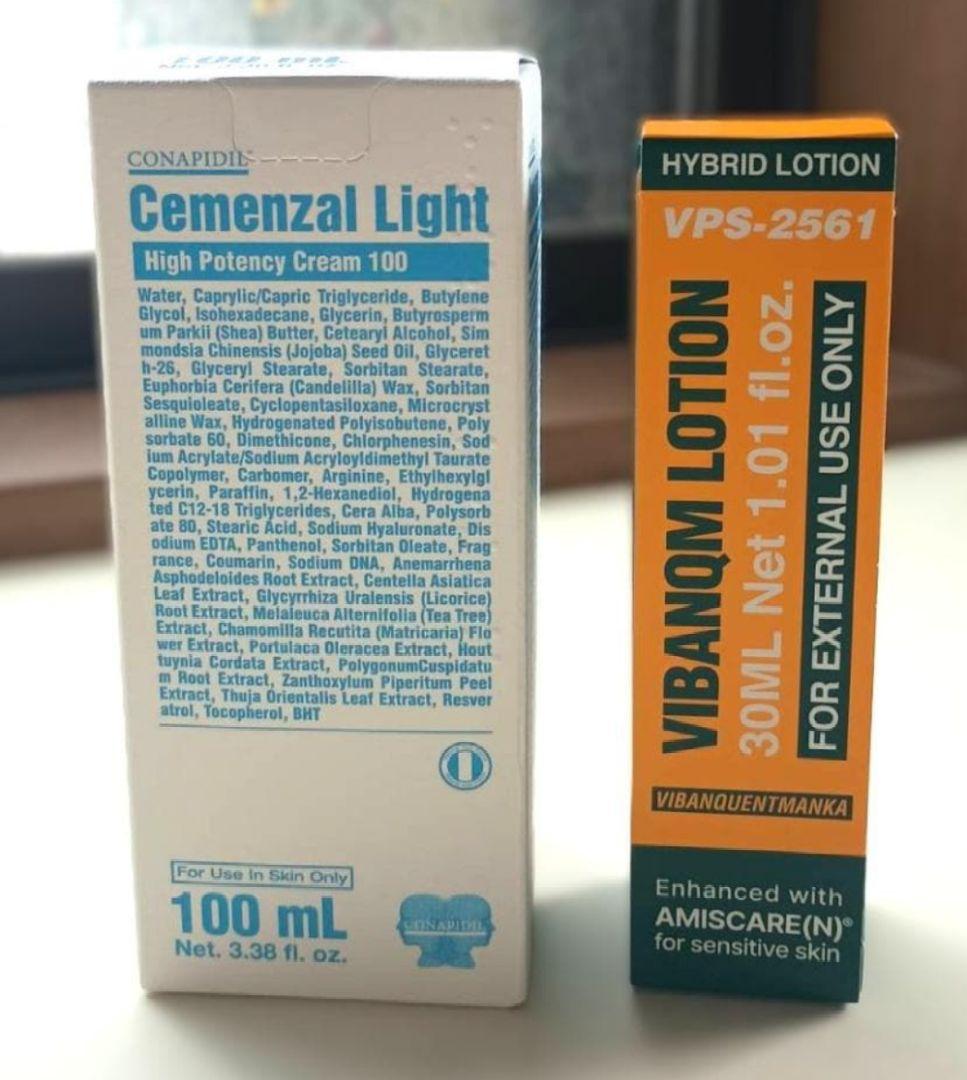 100 mL
CONAPIDIL
Cemenzal Light
High Potency Cream 100
Water, Caprylic/Capric Triglyceride, Butylene
Glycol, Isohexadecane, Glycerin, Butyrosperm
um Parkii (Shea) Butter, Cetearyl Alcohol, Sim
mondsia Chinensis (Jojoba) Seed Oil, Glyceret
h-26, Glyceryl Stearate, Sorbitan Stearate,
Euphorbia Cerifera (Candelilla) Wax, Sorbitan
Sesquioleate, Cyclopentasiloxane, Microcryst
alline Wax, Hydrogenated Polyisobutene, Poly
sorbate 60, Dimethicone, Chlorphenesin, Sod
ium Acrylate/Sodium Acryloyldimethyl Taurate
Copolymer, Carbomer, Arginine, Ethylhexylgl
ycerin, Paraffin, 1,2-Hexanediol, Hydrogena
ted C12-18 Triglycerides, Cera Alba, Polysorb
ate 80, Stearic Acid, Sodium Hyaluronate, Dis
odium EDTA, Panthenol, Sorbitan Oleate, Frag
rance, Coumarin, Sodium DNA, Anemarrhena
Asphodeloides Root Extract, Centella Asiatica
Leaf Extract, Glycyrrhiza Uralensis (Licorice)
Root Extract, Melaleuca Alternifolia (Tea Tree)
Extract, Chamomilla Recutita (Matricaria) Flo
wer Extract, Portulaca Oleracea Extract, Hout
tuynia Cordata Extract, PolygonumCuspidatu
m Root Extract, Zanthoxylum Piperitum Peel
Extract, Thuja Orientalis Leaf Extract, Resver
atrol, Tocopherol, BHT
For Use In Skin Only
100 mL
Net. 3.38 fl. oz.
CONAPIDIL
HYBRID LOTION
VPS-2561
VIBANQM LOTION
30ML Net 1.01 fl.oz.
FOR EXTERNAL USE ONLY
VIBANQUENTMANKA
Enhanced with
AMISCARE(N)®
for sensitive skin